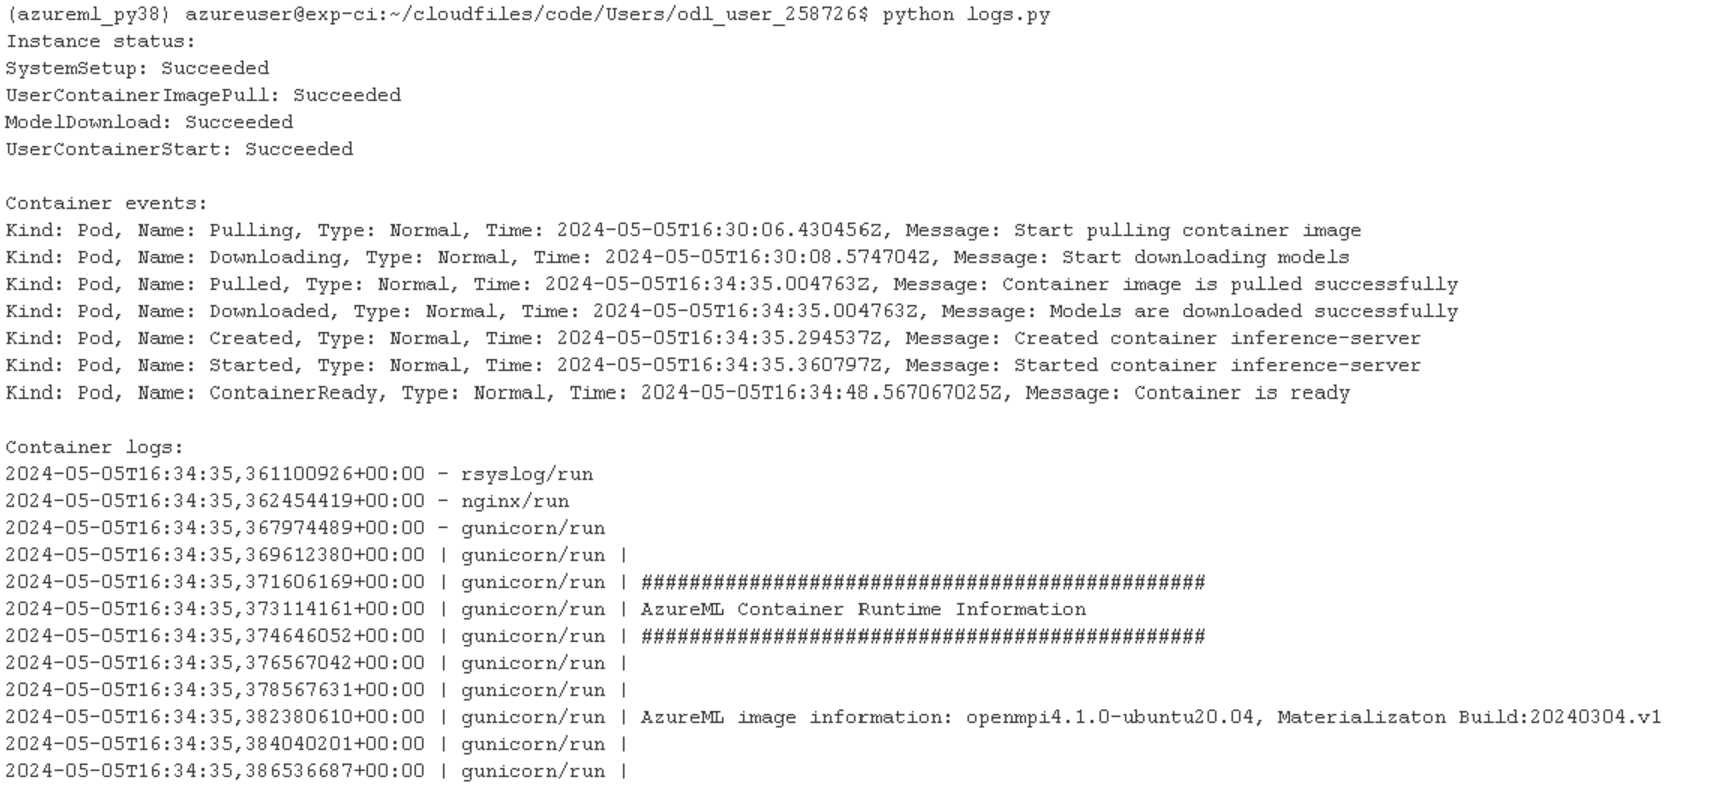 (azureml_py38) azureuser@exp-ci:~/cloudfiles/code/Users/odl_user_258726$ python logs.py
Instance status:
SystemSetup: Succeeded
UserContainerImagePull: Succeeded
ModelDownload: Succeeded
UserContainerStart: Succeeded

Container events:
Kind: Pod, Name: Pulling, Type: Normal, Time: 2024-05-05T16:30:06.430456Z, Message: Start pulling container image
Kind: Pod, Name: Downloading, Type: Normal, Time: 2024-05-05T16:30:08.574704Z, Message: Start downloading models
Kind: Pod, Name: Pulled, Type: Normal, Time: 2024-05-05T16:34:35.004763Z, Message: Container image is pulled successfully
Kind: Pod, Name: Downloaded, Type: Normal, Time: 2024-05-05T16:34:35.004763Z, Message: Models are downloaded successfully
Kind: Pod, Name: Created, Type: Normal, Time: 2024-05-05T16:34:35.294537Z, Message: Created container inference-server
Kind: Pod, Name: Started, Type: Normal, Time: 2024-05-05T16:34:35.360797Z, Message: Started container inference-server
Kind: Pod, Name: ContainerReady, Type: Normal, Time: 2024-05-05T16:34:48.567067025Z, Message: Container is ready

Container logs:
2024-05-05T16:34:35,361100926+00:00 - rsyslog/run
2024-05-05T16:34:35,362454419+00:00 - nginx/run
2024-05-05T16:34:35,367974489+00:00 - gunicorn/run
2024-05-05T16:34:35,369612380+00:00 | gunicorn/run |
2024-05-05T16:34:35,371606169+00:00 | gunicorn/run | ###############################################
2024-05-05T16:34:35,373114161+00:00 | gunicorn/run | AzureML Container Runtime Information
2024-05-05T16:34:35,374646052+00:00 | gunicorn/run | ###############################################
2024-05-05T16:34:35,376567042+00:00 | gunicorn/run |
2024-05-05T16:34:35,378567631+00:00 | gunicorn/run |
2024-05-05T16:34:35,382380610+00:00 | gunicorn/run | AzureML image information: openmpi4.1.0-ubuntu20.04, Materializaton Build:20240304.v1
2024-05-05T16:34:35,384040201+00:00 | gunicorn/run |
2024-05-05T16:34:35,386536687+00:00 | gunicorn/run |